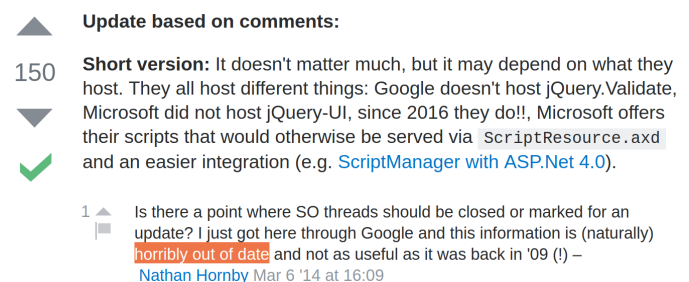 Update based on comments:
150
Short version: It doesn't matter much, but it may depend on what they
host. They all host different things: Google doesn't host jQuery.Validate,
Microsoft did not host jQuery-UI, since 2016 they do!!, Microsoft offers
their scripts that would otherwise be served via ScriptResource.axd
and an easier integration (e.g. ScriptManager with ASP.Net 4.0).
1
Is there a point where SO threads should be closed or marked for an
update? I just got here through Google and this information is (naturally)
horribly out of date and not as useful as it was back in '09 (!) –
Nathan Hornby Mar 6 '14 at 16:09